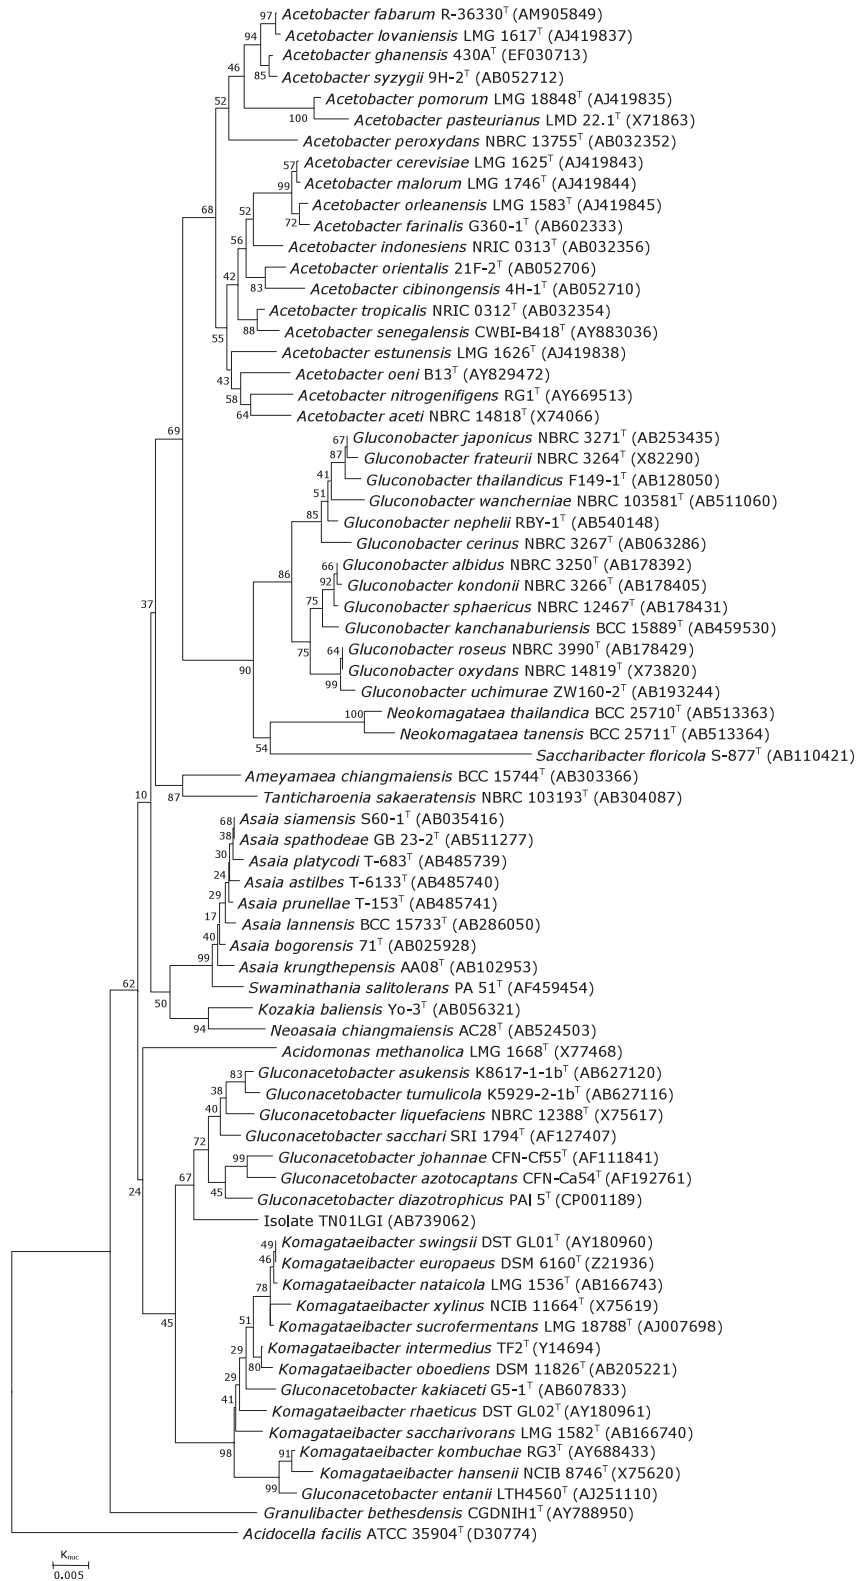 97 Acetobacter fabarum R-36330ᵀ (AM905849)
94 Acetobacter lovaniensis LMG 1617ᵀ (AJ419837)
Acetobacter ghanensis 430Aᵀ (EF030713)
46 85 Acetobacter syzygii 9H-2ᵀ (AB052712)
52 Acetobacter pomorum LMG 18848ᵀ (AJ419835)
100 Acetobacter pasteurianus LMD 22.1ᵀ (X71863)
Acetobacter peroxydans NBRC 13755ᵀ (AB032352)
57 Acetobacter cerevisiae LMG 1625ᵀ (AJ419843)
99 Acetobacter malorum LMG 1746ᵀ (AJ419844)
68 52 Acetobacter orleanensis LMG 1583ᵀ (AJ419845)
72 Acetobacter farinalis G360-1ᵀ (AB602333)
56 Acetobacter indonesiens NRIC 0313ᵀ (AB032356)
42 Acetobacter orientalis 21F-2ᵀ (AB052706)
83 Acetobacter cibinongensis 4H-1ᵀ (AB052710)
Acetobacter tropicalis NRIC 0312ᵀ (AB032354)
55 88 Acetobacter senegalensis CWBI-B418ᵀ (AY883036)
Acetobacter estunensis LMG 1626ᵀ (AJ419838)
43 Acetobacter oeni B13ᵀ (AY829472)
58 Acetobacter nitrogenifigens RG1ᵀ (AY669513)
64 Acetobacter aceti NBRC 14818ᵀ (X74066)
69 67 Gluconobacter japonicus NBRC 3271ᵀ (AB253435)
87 Gluconobacter frateurii NBRC 3264ᵀ (X82290)
41 Gluconobacter thailandicus F149-1ᵀ (AB128050)
51 Gluconobacter wancherniae NBRC 103581ᵀ (AB511060)
85 Gluconobacter nephelii RBY-1ᵀ (AB540148)
Gluconobacter cerinus NBRC 3267ᵀ (AB063286)
66 Gluconobacter albidus NBRC 3250ᵀ (AB178392)
86 92 Gluconobacter kondonii NBRC 3266ᵀ (AB178405)
75 Gluconobacter sphaericus NBRC 12467ᵀ (AB178431)
37 Gluconobacter kanchanaburiensis BCC 15889ᵀ (AB459530)
75 64 Gluconobacter roseus NBRC 3990ᵀ (AB178429)
90 Gluconobacter oxydans NBRC 14819ᵀ (X73820)
99 Gluconobacter uchimurae ZW160-2ᵀ (AB193244)
100 Neokomagataea thailandica BCC 25710ᵀ (AB513363)
Neokomagataea tanensis BCC 25711ᵀ (AB513364)
54 Saccharibacter floricola S-877ᵀ (AB110421)
Ameyamaea chiangmaiensis BCC 15744ᵀ (AB303366)
10 87 Tanticharoenia sakaeratensis NBRC 103193ᵀ (AB304087)
68 Asaia siamensis S60-1ᵀ (AB035416)
38 Asaia spathodeae GB 23-2ᵀ (AB511277)
30 Asaia platycodi T-683ᵀ (AB485739)
24 Asaia astilbes T-6133ᵀ (AB485740)
29 Asaia prunellae T-153ᵀ (AB485741)
17 Asaia lannensis BCC 15733ᵀ (AB286050)
40 Asaia bogorensis 71ᵀ (AB025928)
99 Asaia krungthepensis AA08ᵀ (AB102953)
62 Swaminathania salitolerans PA 51ᵀ (AF459454)
50 Kozakia baliensis Yo-3ᵀ (AB056321)
94 Neoasaia chiangmaiensis AC28ᵀ (AB524503)
Acidomonas methanolica LMG 1668ᵀ (X77468)
83 Gluconacetobacter asukensis K8617-1-1bᵀ (AB627120)
38 Gluconacetobacter tumulicola K5929-2-1bᵀ (AB627116)
40 Gluconacetobacter liquefaciens NBRC 12388ᵀ (X75617)
72 Gluconacetobacter sacchari SRI 1794ᵀ (AF127407)
99 Gluconacetobacter johannae CFN-Cf55ᵀ (AF111841)
67 Gluconacetobacter azotocaptans CFN-Ca54ᵀ (AF192761)
24 45 Gluconacetobacter diazotrophicus PAl 5ᵀ (CP001189)
Isolate TN01LGI (AB739062)
49 Komagataeibacter swingsii DST GL01ᵀ (AY180960)
46 Komagataeibacter europaeus DSM 6160ᵀ (Z21936)
78 Komagataeibacter nataicola LMG 1536ᵀ (AB166743)
Komagataeibacter xylinus NCIB 11664ᵀ (X75619)
45 51 Komagataeibacter sucrofermentans LMG 18788ᵀ (AJ007698)
Komagataeibacter intermedius TF2ᵀ (Y14694)
29 80 Komagataeibacter oboediens DSM 11826ᵀ (AB205221)
29 Gluconacetobacter kakiaceti G5-1ᵀ (AB607833)
41 Komagataeibacter rhaeticus DST GL02ᵀ (AY180961)
Komagataeibacter saccharivorans LMG 1582ᵀ (AB166740)
98 91 Komagataeibacter kombuchae RG3ᵀ (AY688433)
Komagataeibacter hansenii NCIB 8746ᵀ (X75620)
99 Gluconacetobacter entanii LTH4560ᵀ (AJ251110)
Granulibacter bethesdensis CGDNIH1ᵀ (AY788950)
Acidocella facilis ATCC 35904ᵀ (D30774)
Knuc
0.005